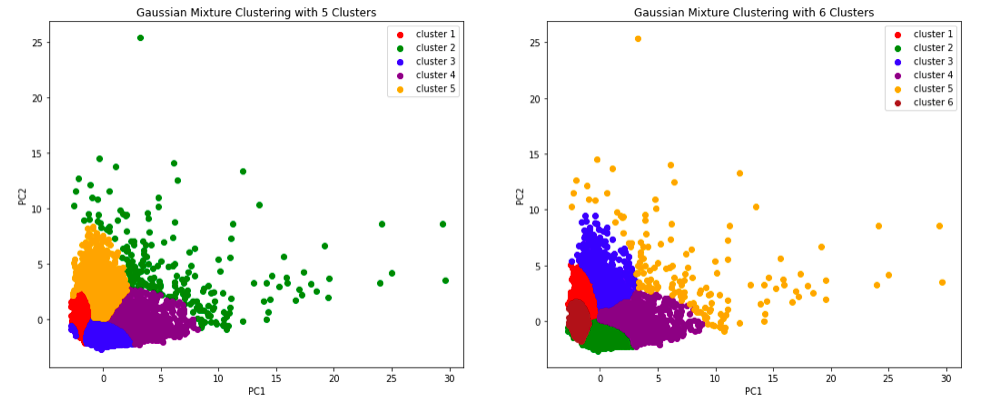 Gaussian Mixture Clustering with 5 Clusters
25
20
15
10
5
0
PC2
0
5
10
15
20
25
30
PC1
cluster 1
cluster 2
cluster 3
cluster 4
cluster 5
Gaussian Mixture Clustering with 6 Clusters
25
20
15
10
5
0
PC2
0
5
10
15
20
25
30
PC1
cluster 1
cluster 2
cluster 3
cluster 4
cluster 5
cluster 6